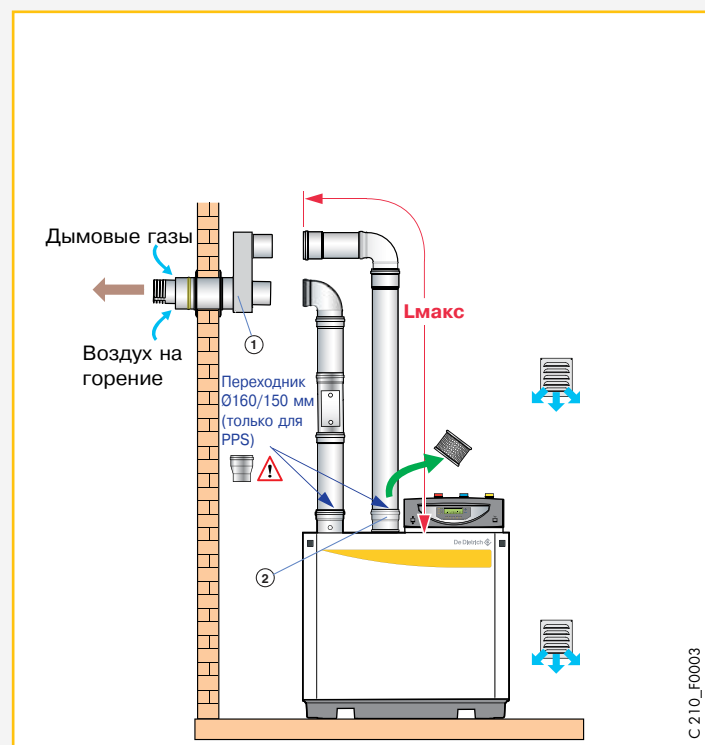 Дымовые газы
Lмакс
1
Воздух на
горение
Переходник
Ø160/150 мм
(только для
PPS)
!
De Dietrich
2
C 210_F0003